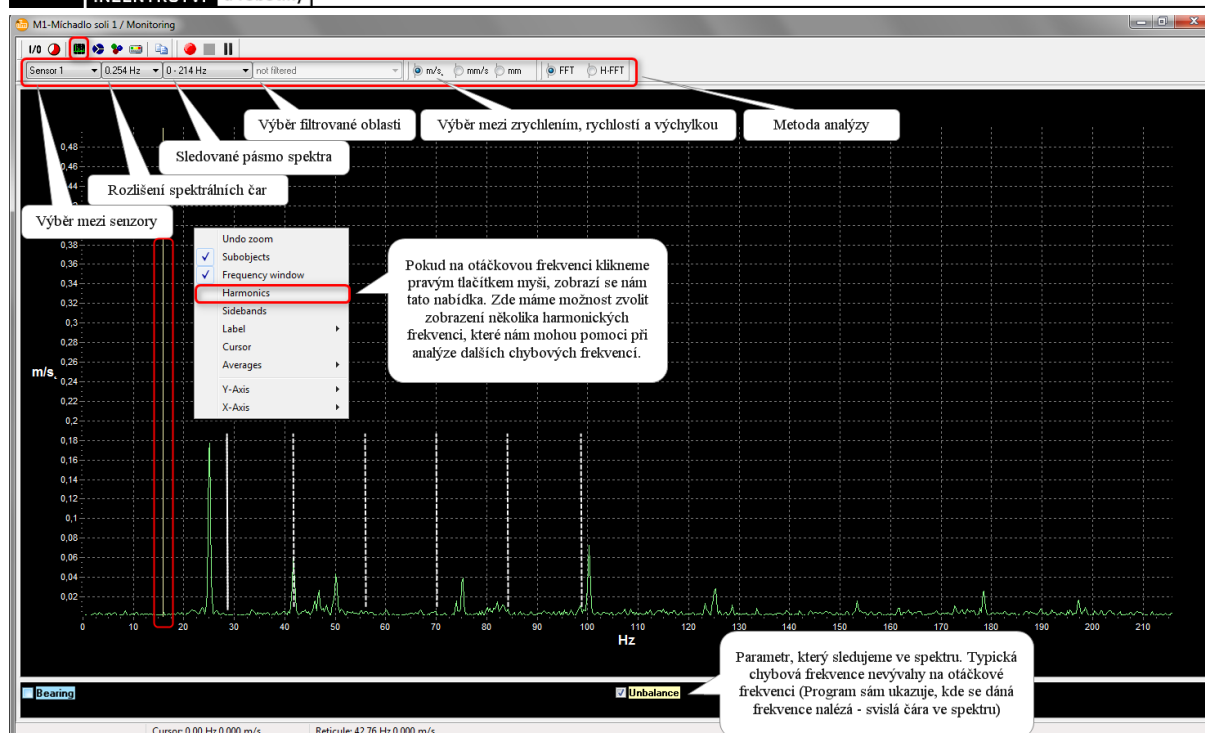 INŽENÝRSTVÍ
M1-Míchadlo soli 1 / Monitoring
I/O
Sensor 1 0.254 Hz 0 - 214 Hz not filtered m/s, mm/s mm FFT H-FFT
Výběr filtrované oblasti
Výběr mezi zrychlením, rychlostí a výchylkou
Metoda analýzy
Sledované pásmo spektra
Rozlišení spektrálních čar
Výběr mezi senzory
0,48
0,46
0,38
0,36
0,34
0,32
0,3
0,28
0,26
m/s,
0,24
0,22
0,2
0,18
0,16
0,14
0,12
0,1
0,08
0,06
0,04
0,02
Undo zoom
Subobjects
Frequency window
Harmonics
Sidebands
Label
Cursor
Averages
Y-Axis
X-Axis
Pokud na otáčkovou frekvenci klikneme
pravým tlačítkem myši, zobrazí se nám
tato nabídka. Zde máme možnost zvolit
zobrazení několika harmonických
frekvenci, které nám mohou pomoci při
analýze dalších chybových frekvencí.
0 10 20 30 40 50 60 70 80 90 100 110 120 130 140 150 160 170 180 190 200 210
Hz
Parametr, který sledujeme ve spektru. Typická
chybová frekvence nevývahy na otáčkové
frekvenci (Program sám ukazuje, kde se daná
frekvence nalézá - svislá čára ve spektru)
Bearing
Unbalance
Cursor: 0.00 Hz 0.000 m/s Reticule: 42.76 Hz 0.000 m/s